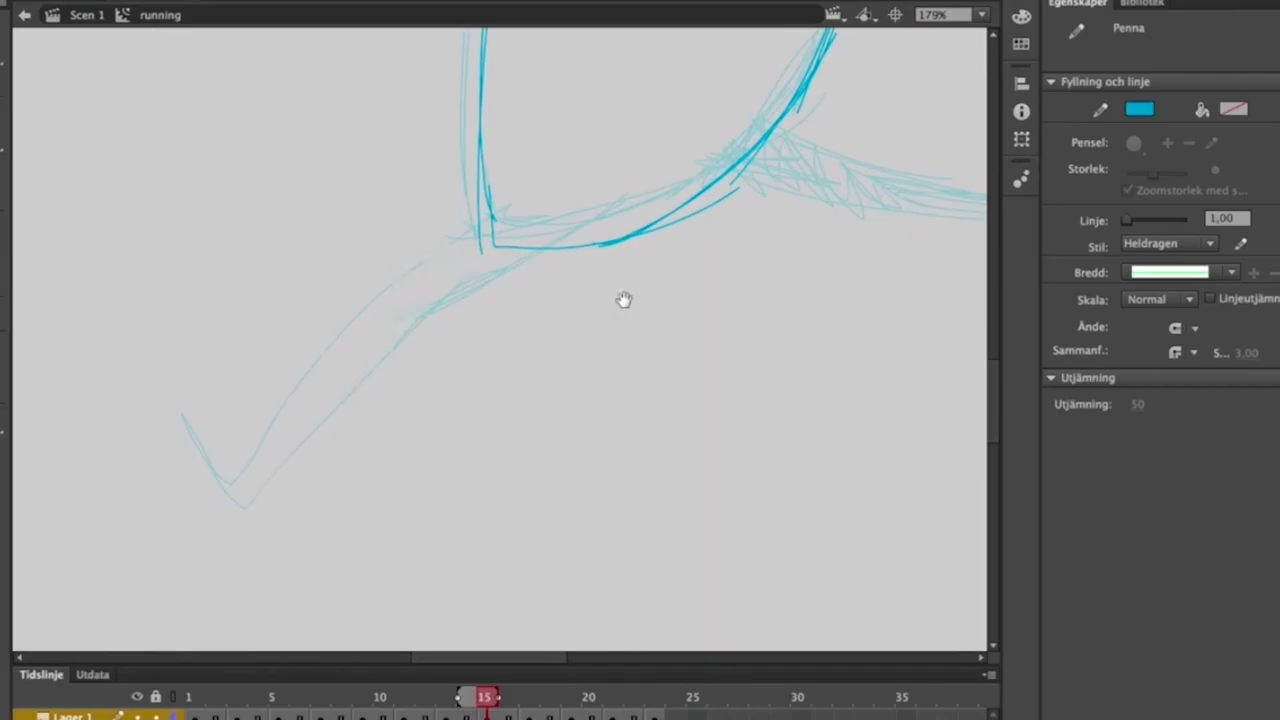 Scen 1 running 179%
Egenskaper Bibliotek
Penna
Fyllning och linje
Pensel:
Storlek:
Zoomstorlek med s...
Linje: 1,00
Stil: Heldragen
Bredd:
Skala: Normal Linjeutjämn
Ände:
Sammanf.: S... 3,00
Utjämning
Utjämning: 50
Tidslinje Utdata
1 5 10 15 20 25 30 35
Lager 1